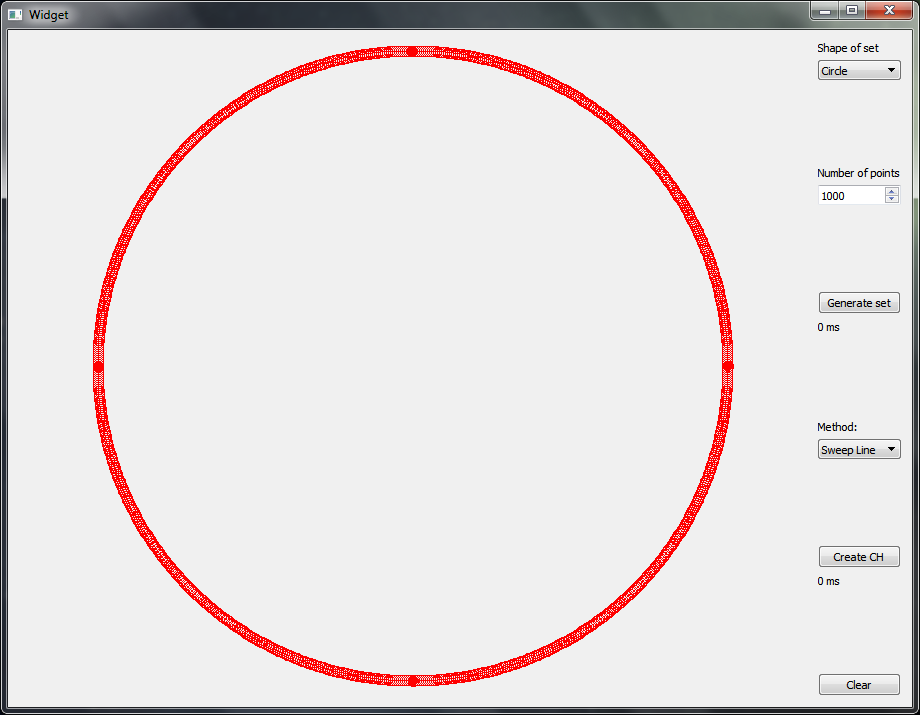 Widget
Shape of set
Circle
Number of points
1000
Generate set
0 ms
Method:
Sweep Line
Create CH
0 ms
Clear